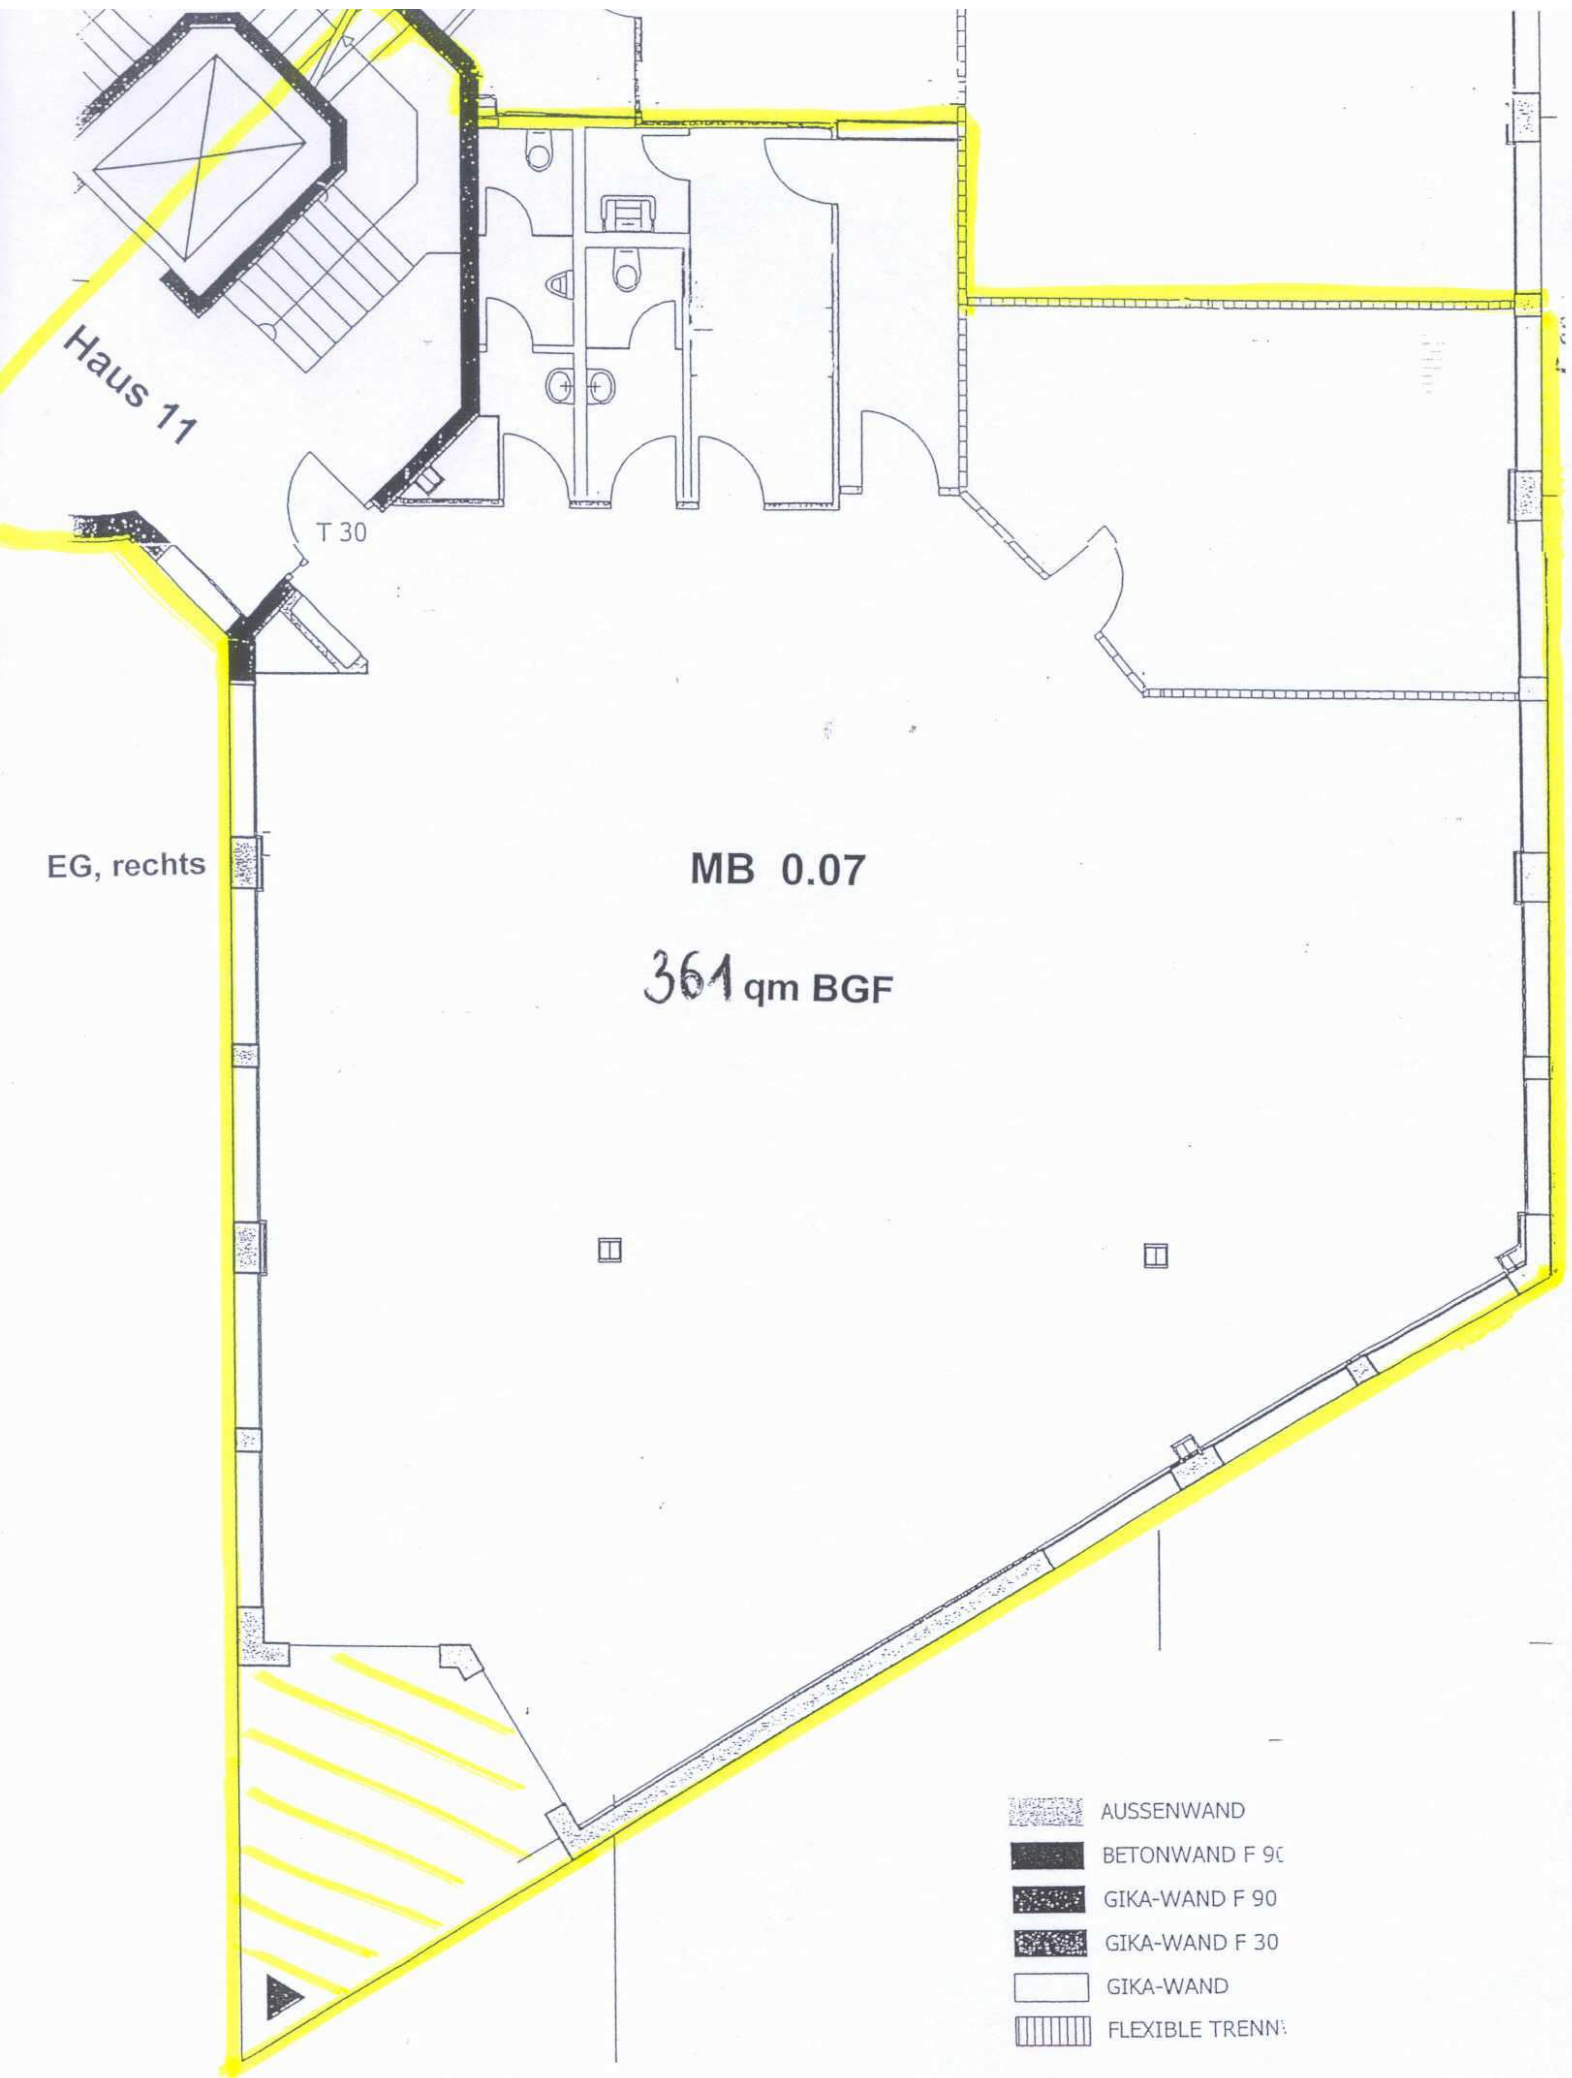 Haus 11
T 30
EG, rechts
MB 0.07
361 qm BGF
AUSSENWAND
BETONWAND F 90
GIKA-WAND F 90
GIKA-WAND F 30
GIKA-WAND
FLEXIBLE TRENN